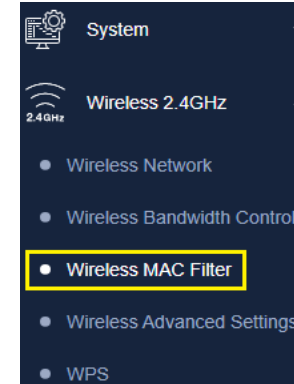 System
Wireless 2.4GHz
2.4GHz
Wireless Network
Wireless Bandwidth Control
Wireless MAC Filter
Wireless Advanced Settings
WPS